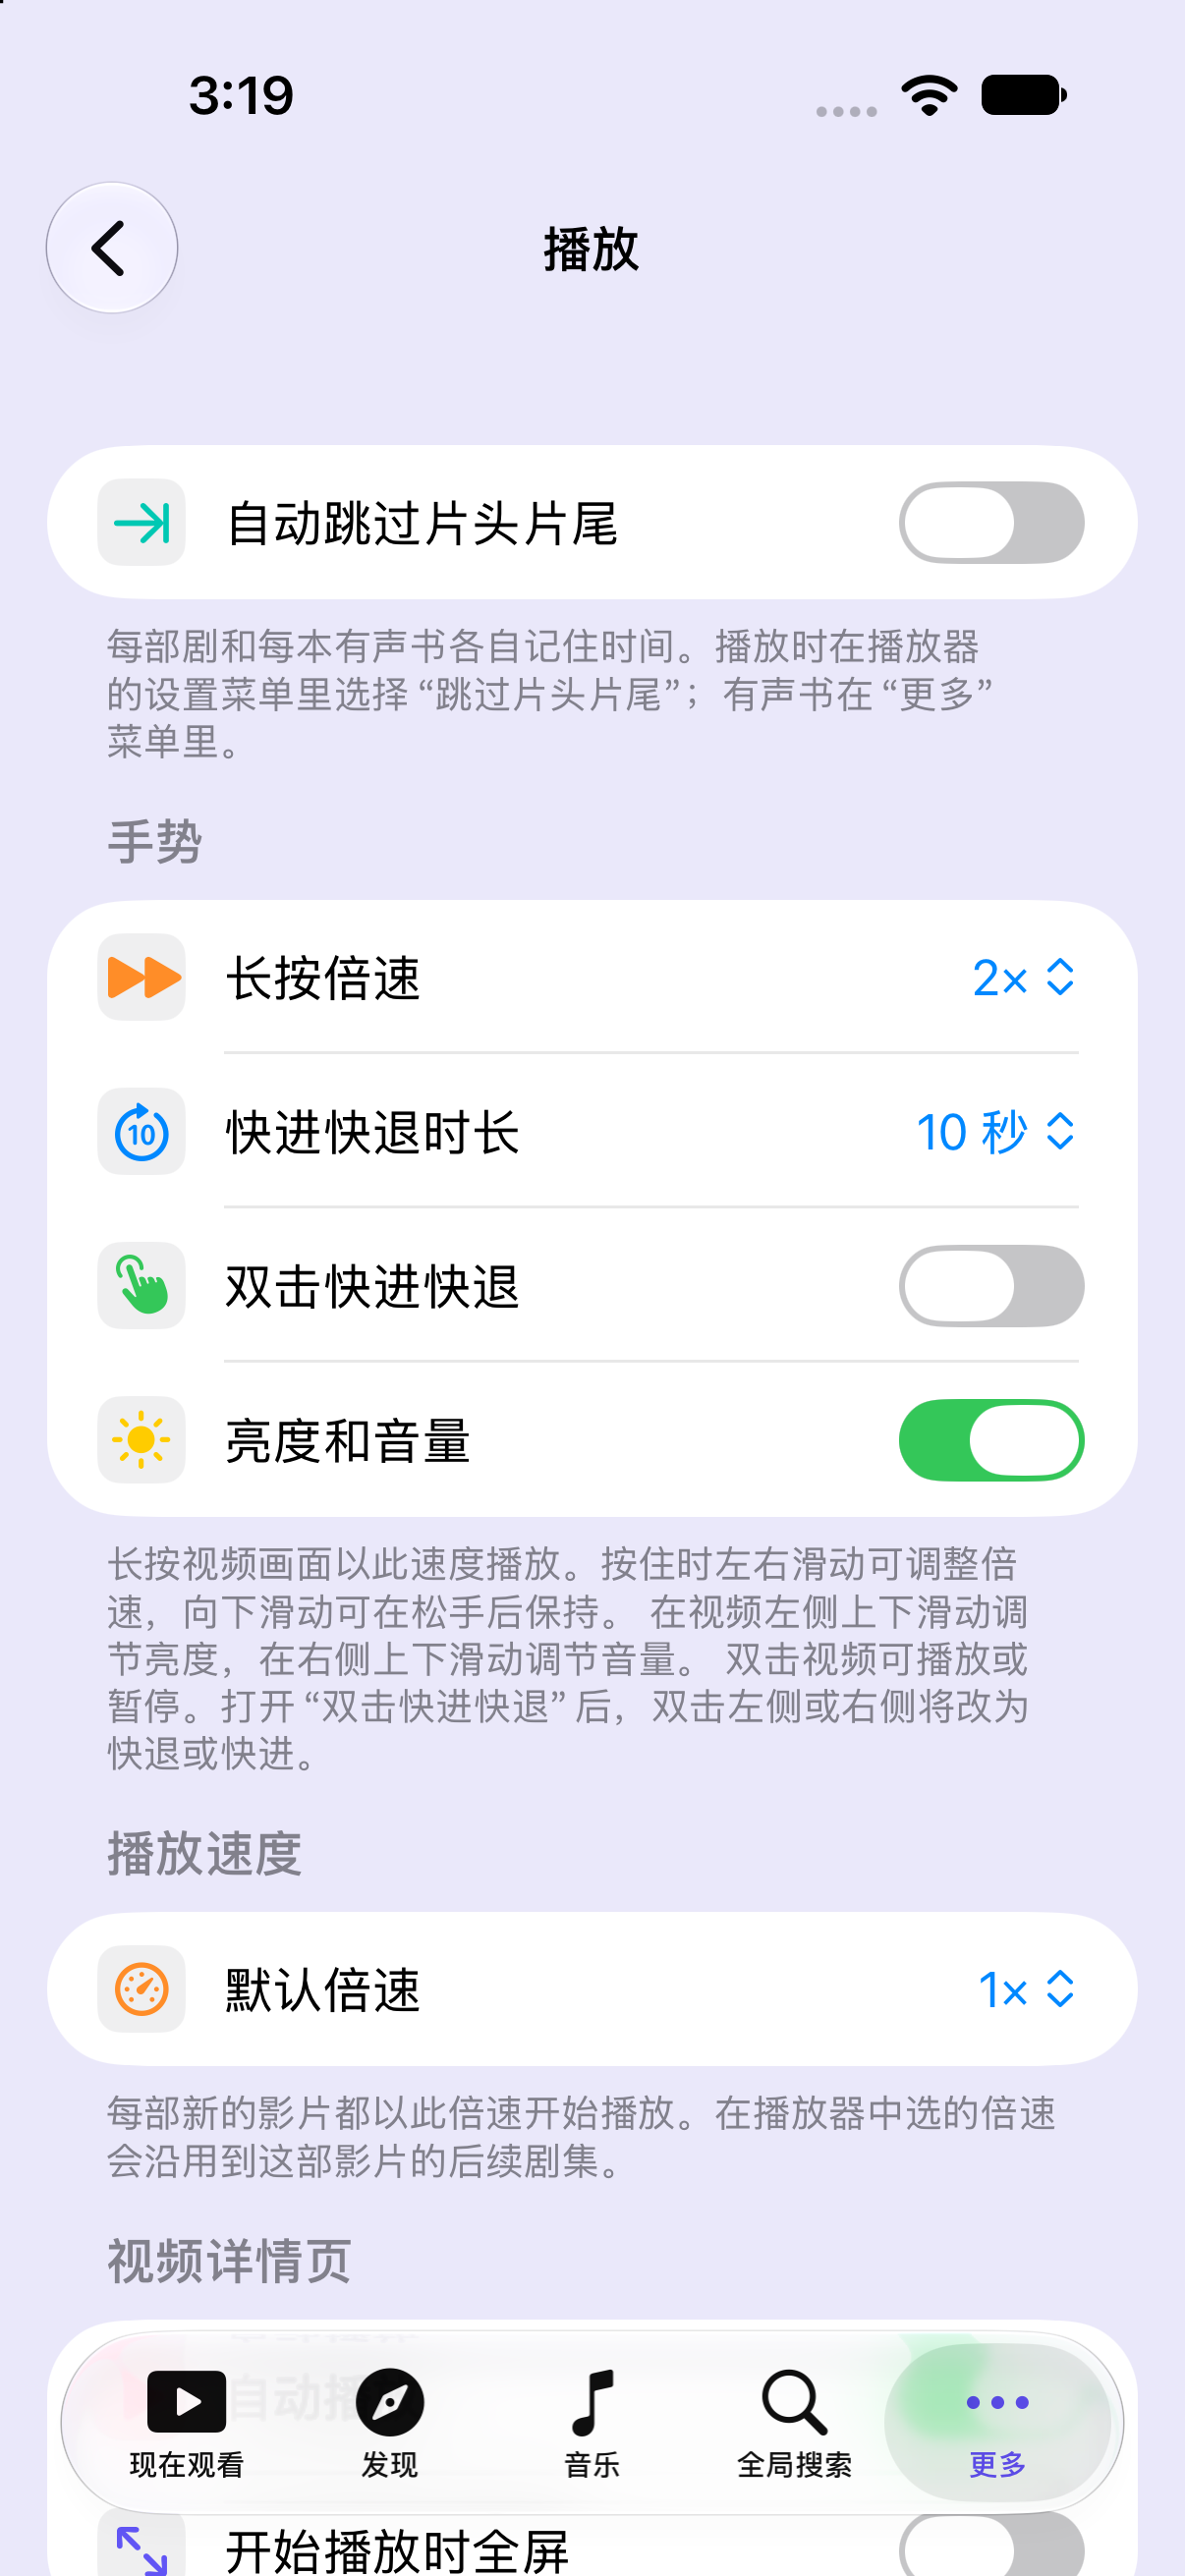 3:19
播放
自动跳过片头片尾
每部剧和每本有声书各自记住时间。播放时在播放器
的设置菜单里选择 “跳过片头片尾”；有声书在 “更多”
菜单里。
手势
长按倍速 2×
10 快进快退时长 10 秒
双击快进快退
亮度和音量
长按视频画面以此速度播放。按住时左右滑动可调整倍
速，向下滑动可在松手后保持。 在视频左侧上下滑动调
节亮度，在右侧上下滑动调节音量。 双击视频可播放或
暂停。打开 “双击快进快退” 后，双击左侧或右侧将改为
快退或快进。
播放速度
默认倍速 1×
每部新的影片都以此倍速开始播放。在播放器中选的倍速
会沿用到这部影片的后续剧集。
视频详情页
自动播
现在观看 发现 音乐 全局搜索 更多
开始播放时全屏